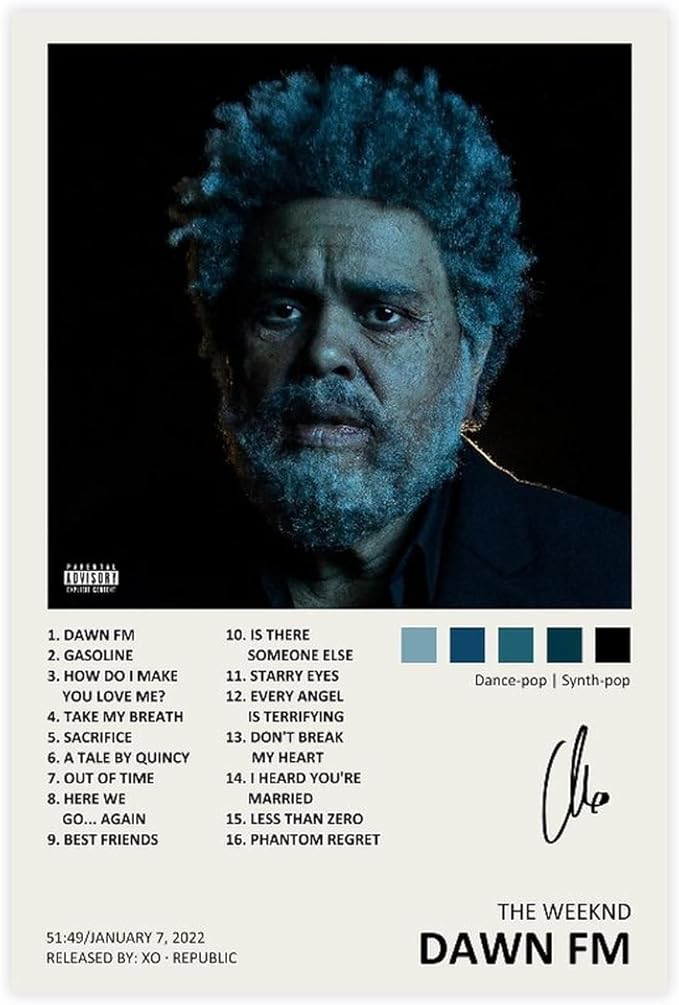 PARENTAL
ADVISORY
EXPLICIT CONTENT
1. DAWN FM
2. GASOLINE
3. HOW DO I MAKE
YOU LOVE ME?
4. TAKE MY BREATH
5. SACRIFICE
6. A TALE BY QUINCY
7. OUT OF TIME
8. HERE WE
GO... AGAIN
9. BEST FRIENDS
10. IS THERE
SOMEONE ELSE
11. STARRY EYES
12. EVERY ANGEL
IS TERRIFYING
13. DON'T BREAK
MY HEART
14. I HEARD YOU'RE
MARRIED
15. LESS THAN ZERO
16. PHANTOM REGRET
Dance-pop | Synth-pop
51:49/JANUARY 7, 2022
RELEASED BY: XO · REPUBLIC
THE WEEKND
DAWN FM